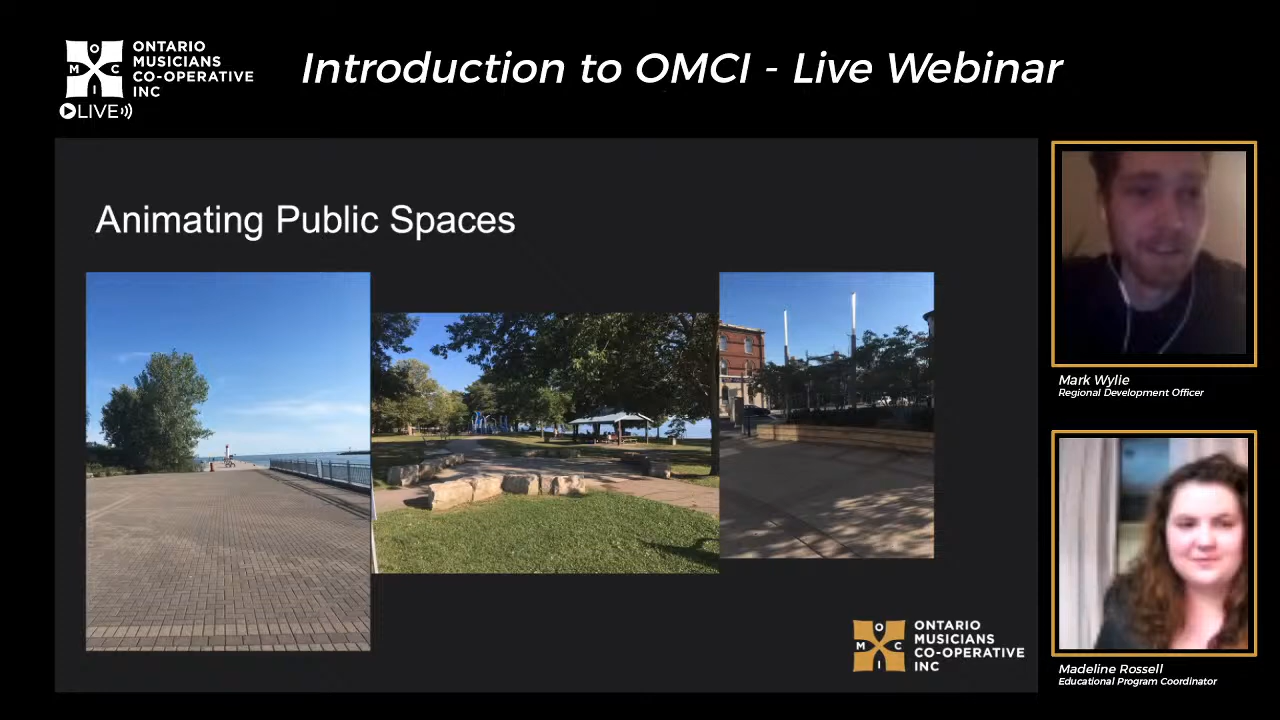 ONTARIO
MUSICIANS
CO-OPERATIVE
INC
O
M C
I
LIVE
Introduction to OMCI - Live Webinar
Animating Public Spaces
Mark Wylie
Regional Development Officer
Madeline Rossell
Educational Program Coordinator
O
M C
I
ONTARIO
MUSICIANS
CO-OPERATIVE
INC